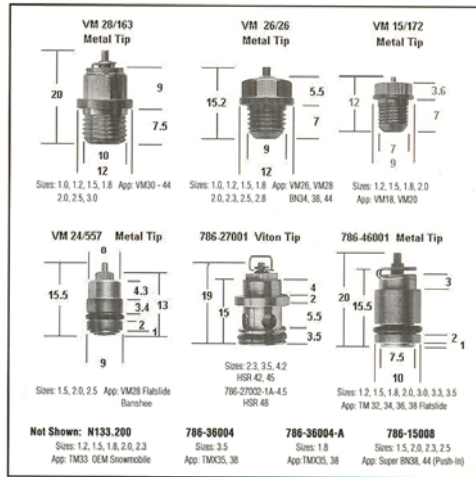 VM 28/163
Metal Tip
20
9
7.5
10
12
Sizes: 1.0, 1.2, 1.5, 1.8 App: VM30 - 44
2.0, 2.5, 3.0
VM 26/26
Metal Tip
15.2
5.5
7
9
12
Sizes: 1.0, 1.2, 1.5, 1.8 App: VM26, VM28
2.0, 2.3, 2.5, 2.8 BN34, 38, 44
VM 15/172
Metal Tip
12
3.6
7
7
9
Sizes: 1.2, 1.5, 1.8, 2.0
App: VM18, VM20
VM 24/557 Metal Tip
8
15.5
4.3
3.4
2
1
13
9
Sizes: 1.5, 2.0, 2.5 App: VM28 Flatslide
Banshee
786-27001 Viton Tip
19
15
4
2
5.5
3.5
Sizes: 2.3, 3.5, 4.2
HSR 42, 45
786-27002-1A-4.5
HSR 48
786-46001 Metal Tip
20
15.5
3
2
1
7.5
10
Sizes: 1.2, 1.5, 1.8, 2.0, 3.0, 3.3, 3.5
App: TM 32, 34, 36, 38 Flatslide
Not Shown: N133.200
Sizes: 1.2, 1.5, 1.8, 2.0, 2.3
App: TM33 OEM Snowmobile
786-36004
Sizes: 3.5
App: TMX35, 38
786-36004-A
Sizes: 1.8
App:TMX35, 38
786-15008
Sizes: 1.5, 2.0, 2.3, 2.5
App: Super BN38, 44 (Push-In)